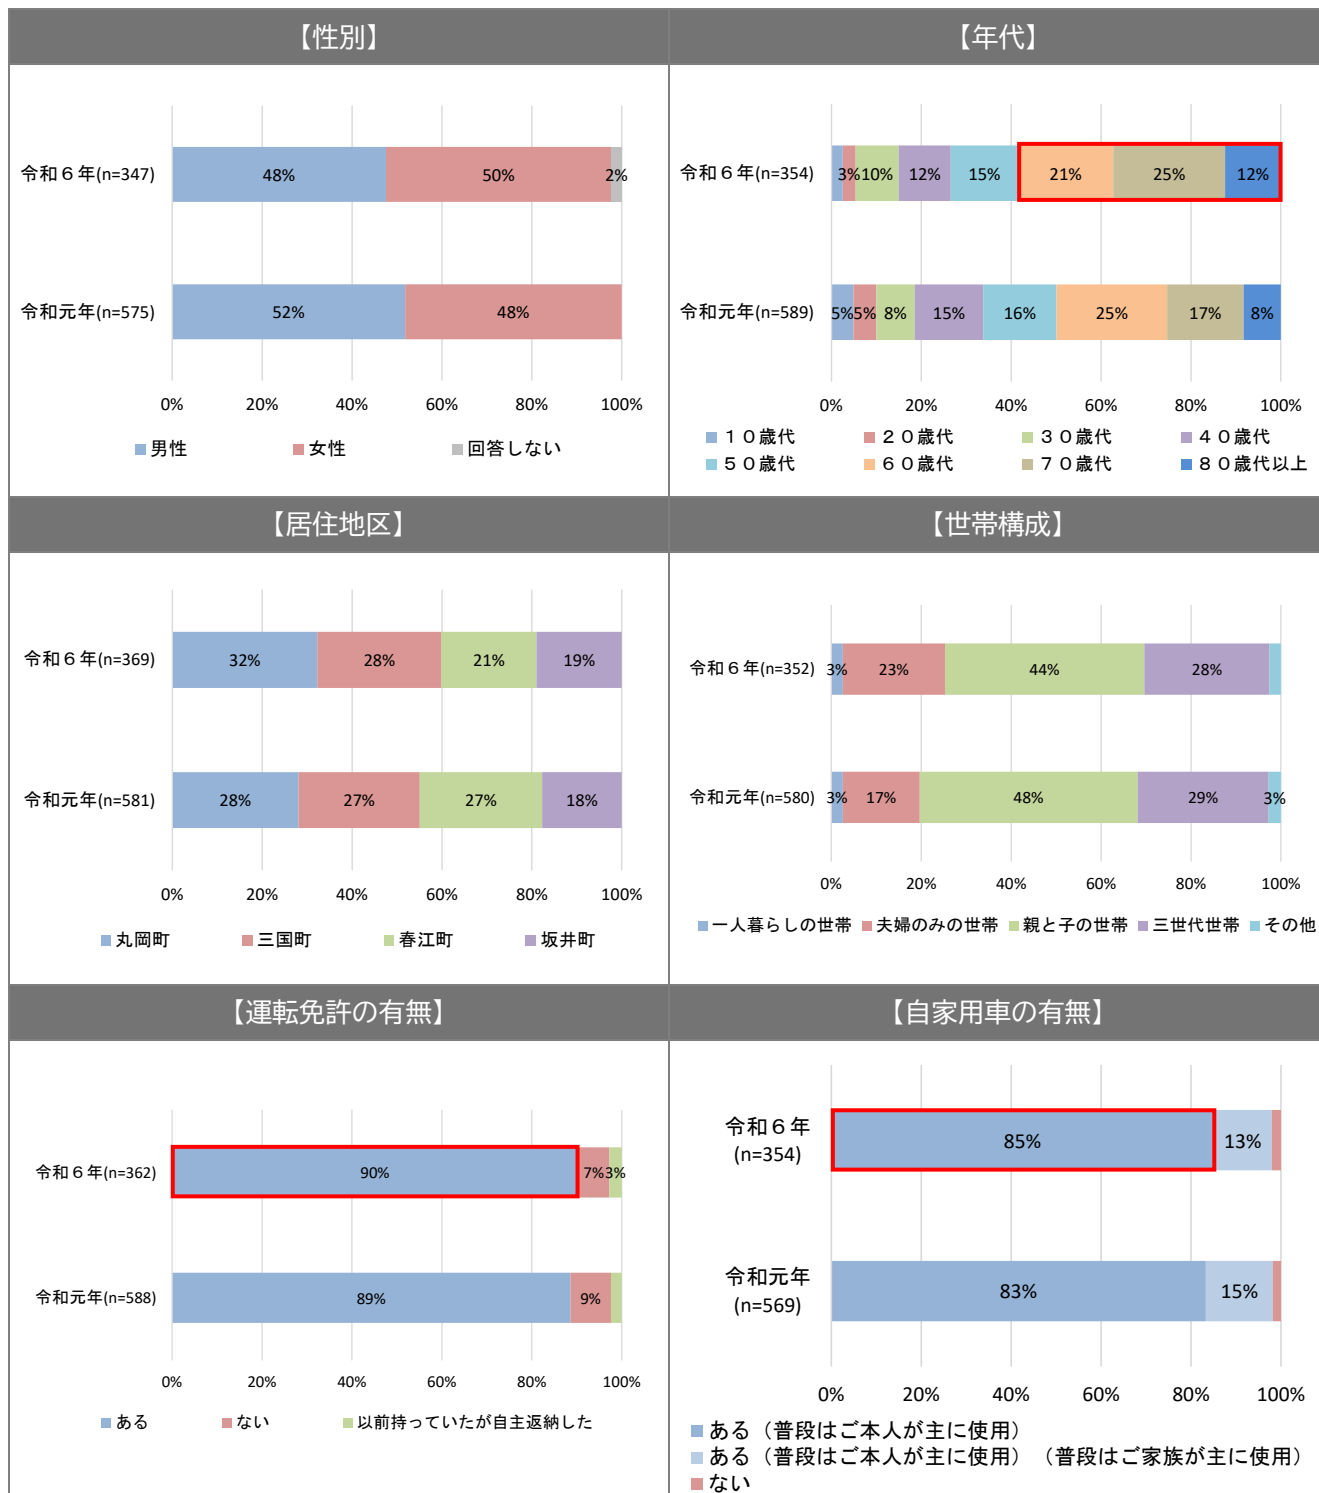 【性別】
令和６年(n=347)
48%
50%
2%
令和元年(n=575)
52%
48%
0%
20%
40%
60%
80%
100%
男性
女性
回答しない
【年代】
令和６年(n=354)
3%
10%
12%
15%
21%
25%
12%
令和元年(n=589)
5%
5%
8%
15%
16%
25%
17%
8%
0%
20%
40%
60%
80%
100%
１０歳代
２０歳代
３０歳代
４０歳代
５０歳代
６０歳代
７０歳代
８０歳代以上
【居住地区】
令和６年(n=369)
32%
28%
21%
19%
令和元年(n=581)
28%
27%
27%
18%
0%
20%
40%
60%
80%
100%
丸岡町
三国町
春江町
坂井町
【世帯構成】
令和６年(n=352)
3%
23%
44%
28%
令和元年(n=580)
3%
17%
48%
29%
3%
0%
20%
40%
60%
80%
100%
一人暮らしの世帯
夫婦のみの世帯
親と子の世帯
三世代世帯
その他
【運転免許の有無】
令和６年(n=362)
90%
7%
3%
令和元年(n=588)
89%
9%
0%
20%
40%
60%
80%
100%
ある
ない
以前持っていたが自主返納した
【自家用車の有無】
令和６年
(n=354)
85%
13%
令和元年
(n=569)
83%
15%
0%
20%
40%
60%
80%
100%
ある（普段はご本人が主に使用）
ある（普段はご本人が主に使用）（普段はご家族が主に使用）
ない